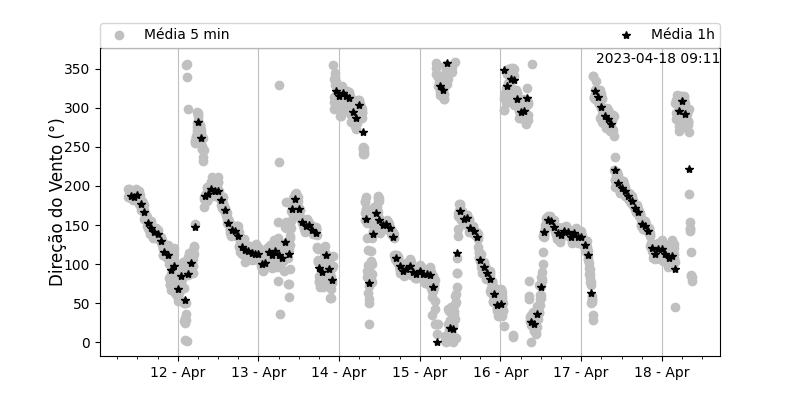 Média 5 min
Média 1h
2023-04-18 09:11
Direção do Vento (°)
350
300
250
200
150
100
50
0
12 - Apr
13 - Apr
14 - Apr
15 - Apr
16 - Apr
17 - Apr
18 - Apr